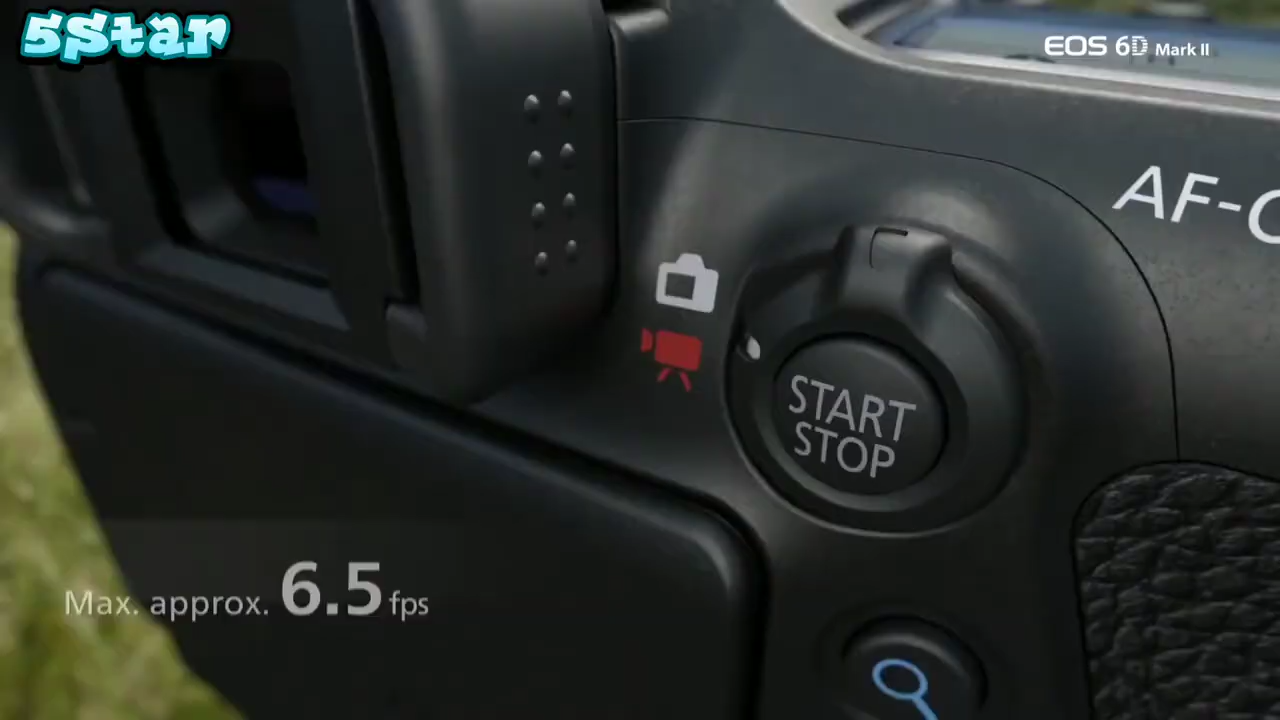 5Star
EOS 6D Mark II
AF-
START
STOP
Max. approx. 6.5 fps